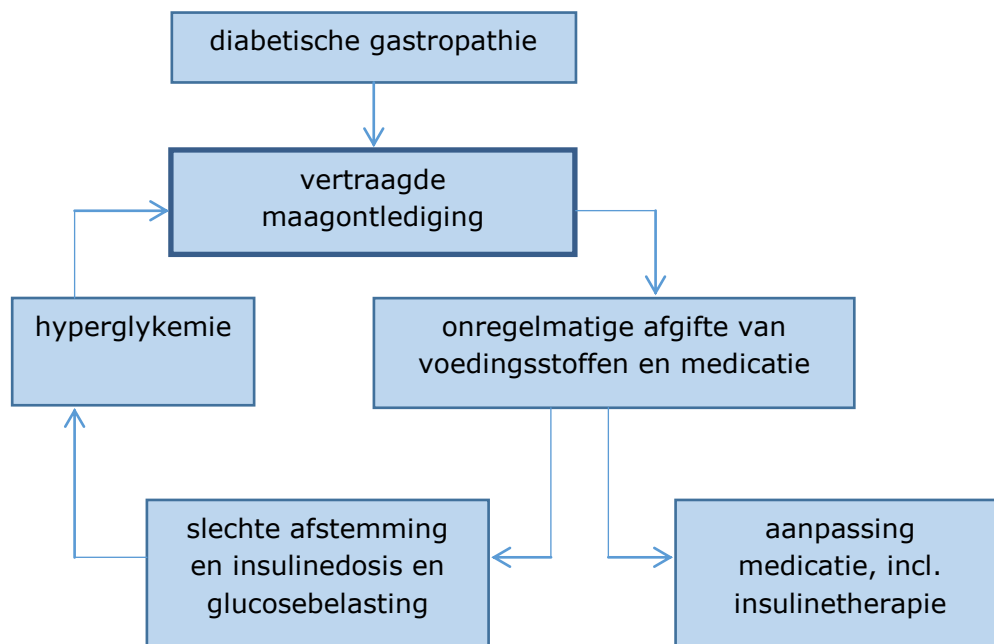 diabetische gastropathie
vertraagde
maagontlediging
hyperglykemie
onregelmatige afgifte van
voedingsstoffen en medicatie
slechte afstemming
en insulinedosis en
glucosebelasting
aanpassing
medicatie, incl.
insulinetherapie